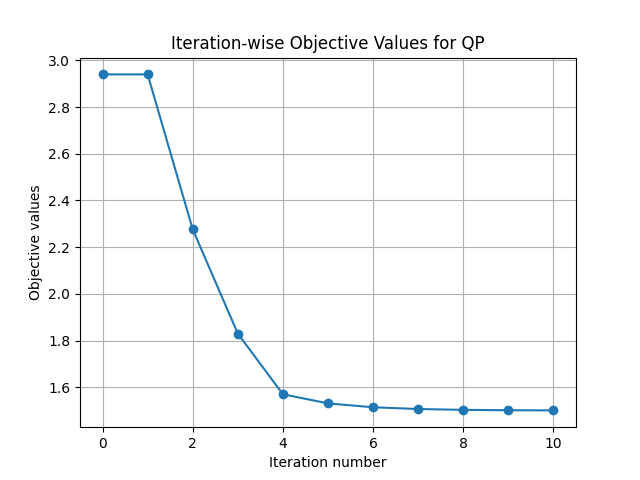 Iteration-wise Objective Values for QP
3.0
2.8
2.6
2.4
2.2
2.0
1.8
1.6
Objective values
0 2 4 6 8 10
Iteration number